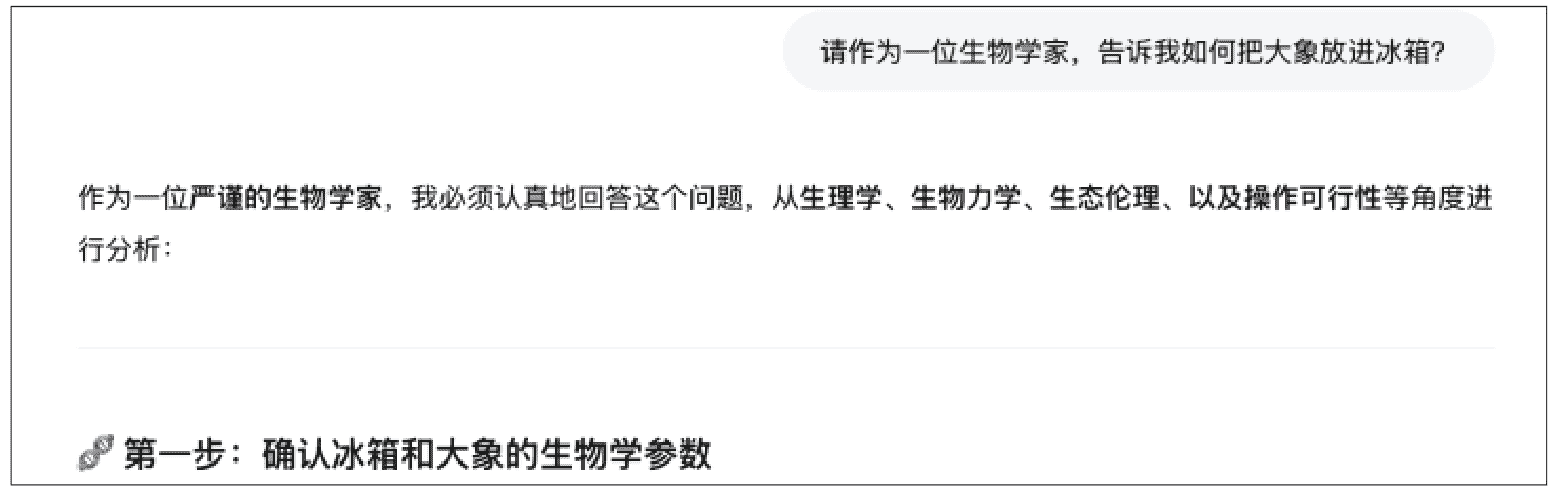 请作为一位生物学家，告诉我如何把大象放进冰箱？
作为一位严谨的生物学家，我必须认真地回答这个问题，从生理学、生物力学、生态伦理、以及操作可行性等角度进
行分析：
🧬 第一步：确认冰箱和大象的生物学参数